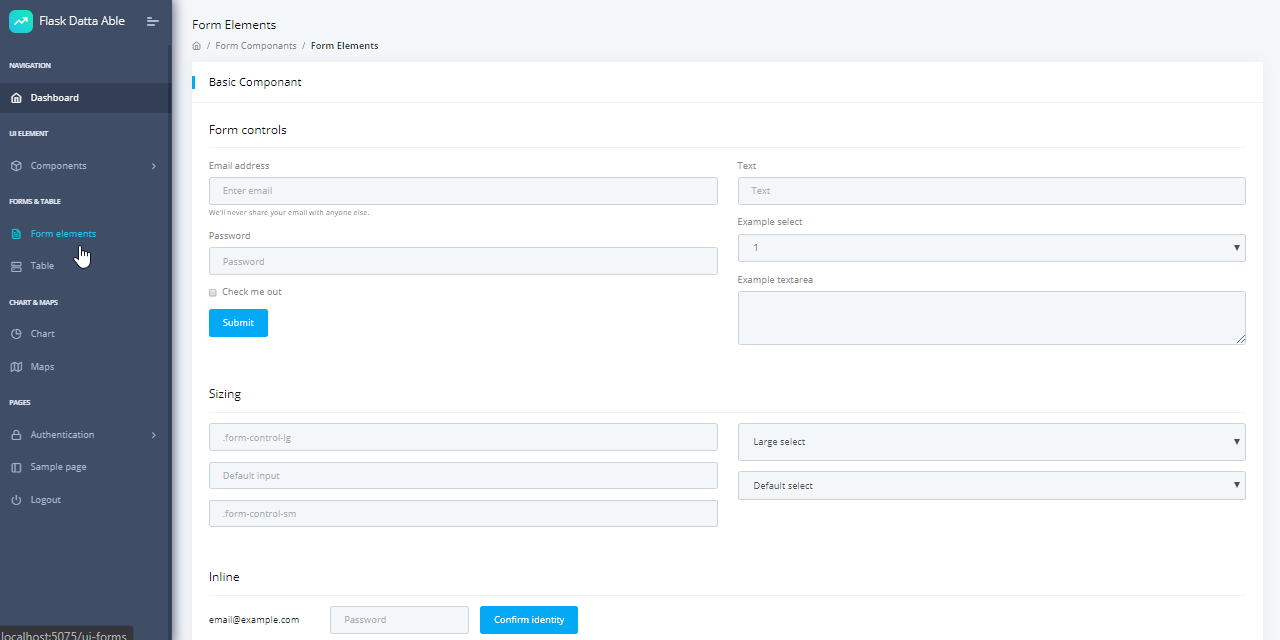 Flask Datta Able
NAVIGATION
Dashboard
UI ELEMENT
Components
FORMS & TABLE
Form elements
Table
CHART & MAPS
Chart
Maps
PAGES
Authentication
Sample page
Logout
localhost:5075/ui-forms
Form Elements
/ Form Componants / Form Elements
Basic Componant
Form controls
Email address
Enter email
We'll never share your email with anyone else.
Password
Password
Check me out
Submit
Text
Text
Example select
1
Example textarea
Sizing
.form-control-lg
Default input
.form-control-sm
Large select
Default select
Inline
email@example.com
Password
Confirm identity